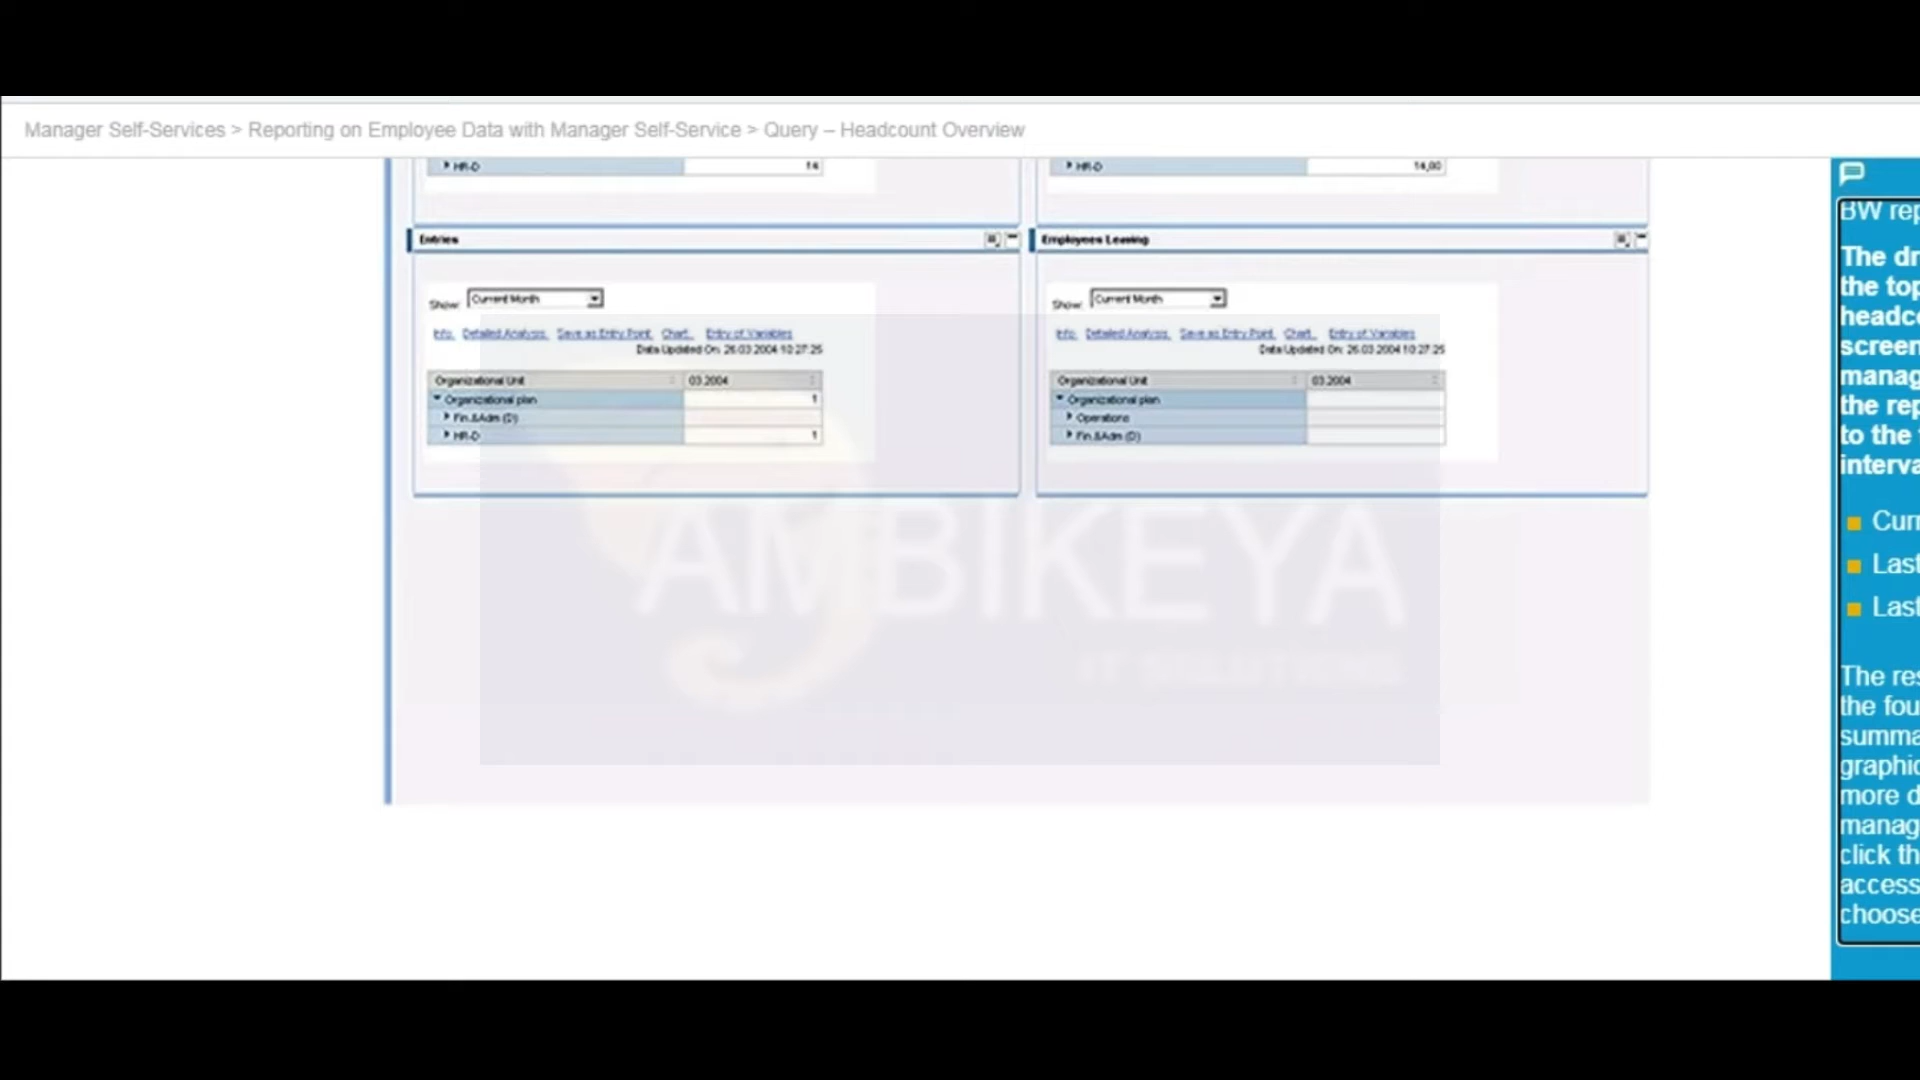 Manager Self-Services > Reporting on Employee Data with Manager Self-Service > Query – Headcount Overview
HR-D 14
HR-D 14,00
Entries
Show: Current Month
Info Detailed Analysis Save as Entry Point Chart Entry of Variables
Data Updated On: 26.03.2004 10:27:25
Organizational Unit 03.2004
Organizational plan 1
Fin.&Adm (D)
HR-D 1
Employees Leaving
Show: Current Month
Info Detailed Analysis Save as Entry Point Chart Entry of Variables
Data Updated On: 26.03.2004 10:27:25
Organizational Unit 03.2004
Organizational plan
Operations
Fin.&Adm (D)
AMBIKEYA
IT SOLUTIONS
BW rep
The dr
the top
headco
screen
manag
the rep
to the
interva
Curr
Last
Last
The res
the fou
summa
graphic
more d
manag
click th
access
choose